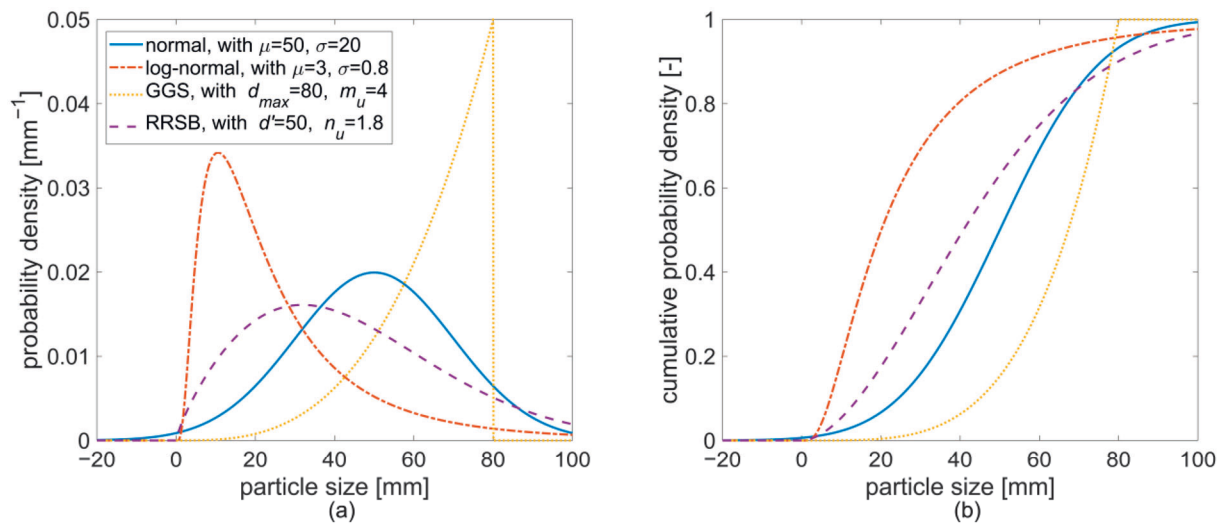 0.05
0.04
0.03
0.02
0.01
0
probability density [mm⁻¹]
normal, with μ=50, σ=20
log-normal, with μ=3, σ=0.8
GGS, with d_max=80, m_u=4
RRSB, with d'=50, n_u=1.8
−20 0 20 40 60 80 100
particle size [mm]
(a)
1
0.8
0.6
0.4
0.2
0
cumulative probability density [-]
−20 0 20 40 60 80 100
particle size [mm]
(b)